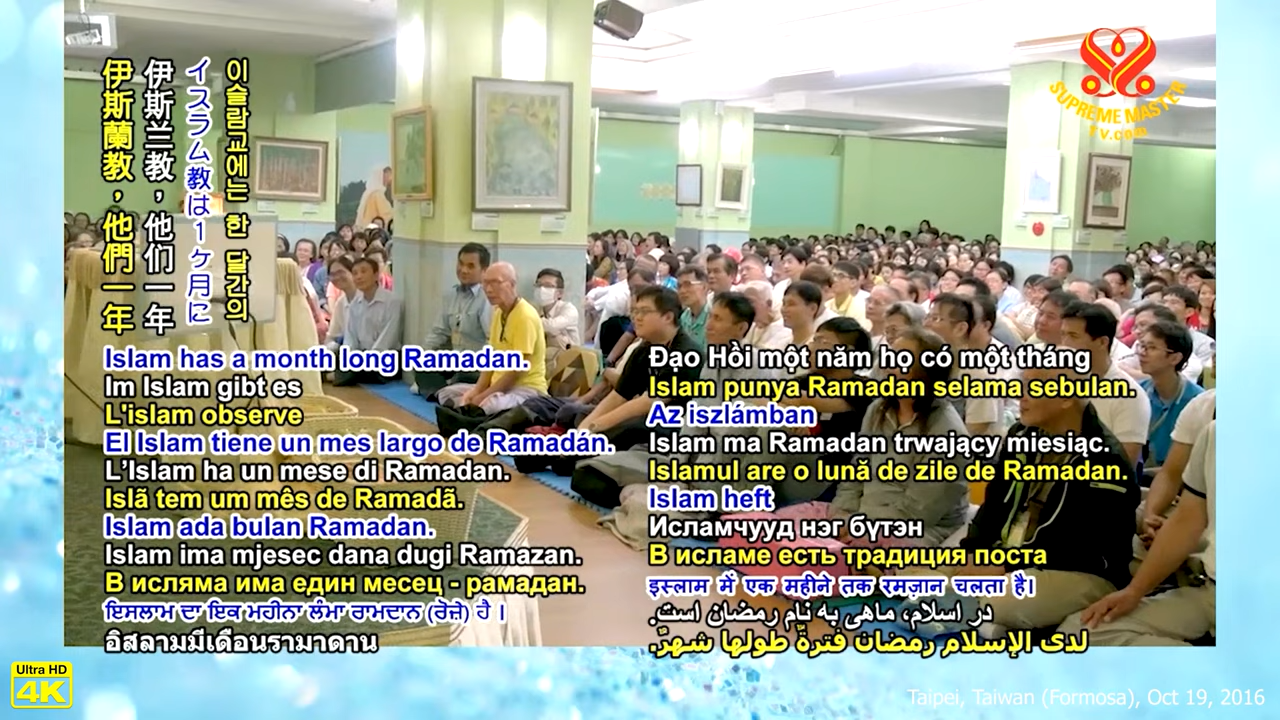 SUPREME MASTER
TV.com
이슬람교에는 한 달간의
イスラム教は1ヶ月に
伊斯兰教，他们一年
伊斯蘭教，他們一年
Islam has a month long Ramadan.
Im Islam gibt es
L'islam observe
El Islam tiene un mes largo de Ramadán.
L’Islam ha un mese di Ramadan.
Islã tem um mês de Ramadã.
Islam ada bulan Ramadan.
Islam ima mjesec dana dugi Ramazan.
В исляма има един месец - рамадан.
ਇਸਲਾਮ ਦਾ ਇਕ ਮਹੀਨਾ ਲੰਮਾ ਰਾਮਦਾਨ (ਰੋਜ਼ੇ) ਹੈ।
อิสลามมีเดือนรามาดาน
Đạo Hồi một năm họ có một tháng
Islam punya Ramadan selama sebulan.
Az iszlámban
Islam ma Ramadan trwający miesiąc.
Islamul are o lună de zile de Ramadan.
Islam heft
Исламчууд нэг бүтэн
В исламе есть традиция поста
इस्लाम में एक महीने तक रमज़ान चलता है।
در اسلام، ماهی به نام رمضان است.
لدى الإسلام رمضان فترةٌ طولها شهرٌ.
Ultra HD
4K
Taipei, Taiwan (Formosa), Oct 19, 2016